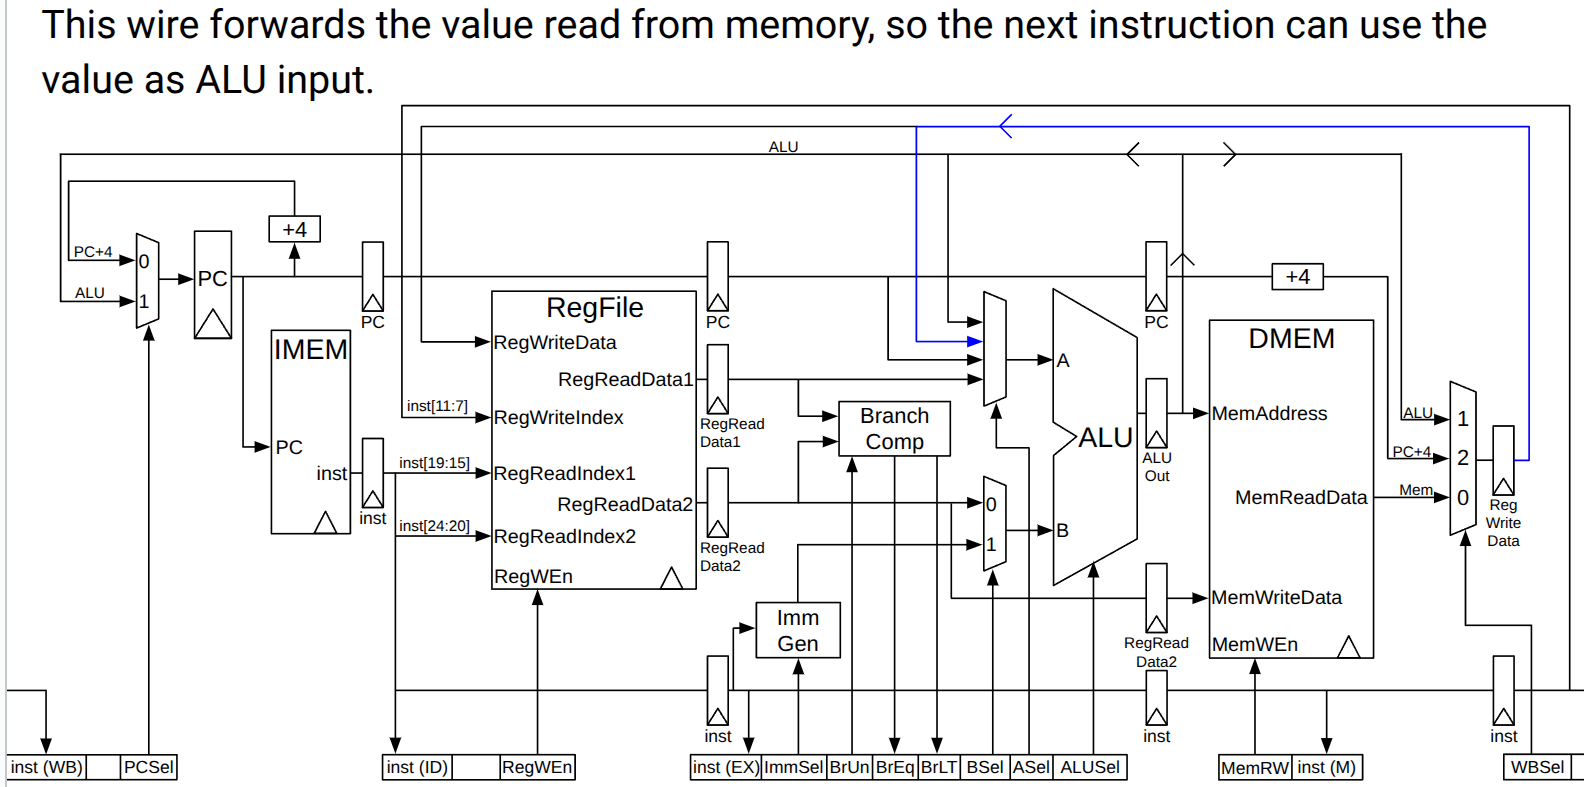 This wire forwards the value read from memory, so the next instruction can use the
value as ALU input.
ALU
+4
PC+4
0
PC
ALU
1
+4
PC
PC
PC
RegFile
IMEM
DMEM
RegWriteData
RegReadData1
A
inst[11:7]
RegWriteIndex
RegRead
Data1
Branch
Comp
ALU
MemAddress
ALU
1
PC
inst
inst[19:15]
RegReadIndex1
ALU
Out
PC+4
2
RegReadData2
0
MemReadData
Mem
0
inst
inst[24:20]
RegReadIndex2
1
B
Reg
Write
Data
RegRead
Data2
RegWEn
Imm
Gen
MemWriteData
RegRead
Data2
MemWEn
inst
inst
inst
inst (WB)
PCSel
inst (ID)
RegWEn
inst (EX)
ImmSel
BrUn
BrEq
BrLT
BSel
ASel
ALUSel
MemRW
inst (M)
WBSel